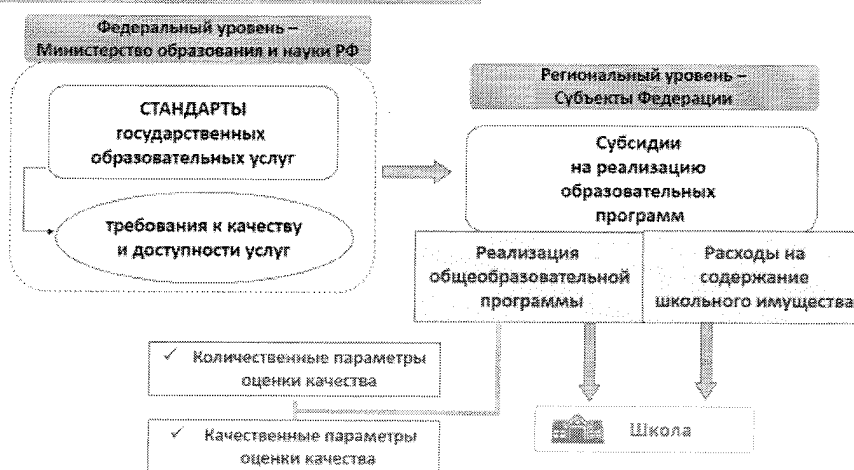 Федеральный уровень –
Министерство образования и науки РФ
СТАНДАРТЫ
государственных
образовательных услуг
требования к качеству
и доступности услуг
Региональный уровень –
Субъекты Федерации
Субсидии
на реализацию
образовательных
программ
Реализация
общеобразовательной
программы
Расходы на
содержание
школьного имущества
✓ Количественные параметры
оценки качества
✓ Качественные параметры
оценки качества
Школа